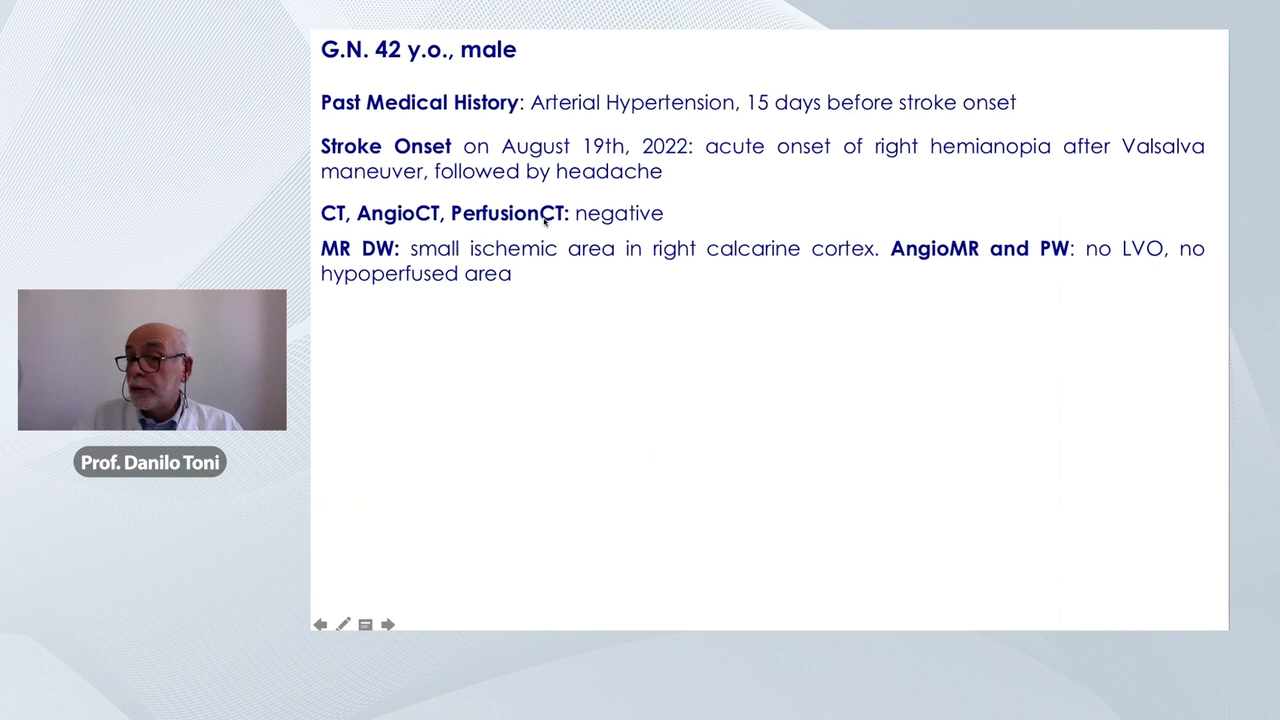 G.N. 42 y.o., male
Past Medical History: Arterial Hypertension, 15 days before stroke onset
Stroke Onset on August 19th, 2022: acute onset of right hemianopia after Valsalva
maneuver, followed by headache
CT, AngioCT, PerfusionCT: negative
MR DW: small ischemic area in right calcarine cortex. AngioMR and PW: no LVO, no
hypoperfused area
Prof. Danilo Toni